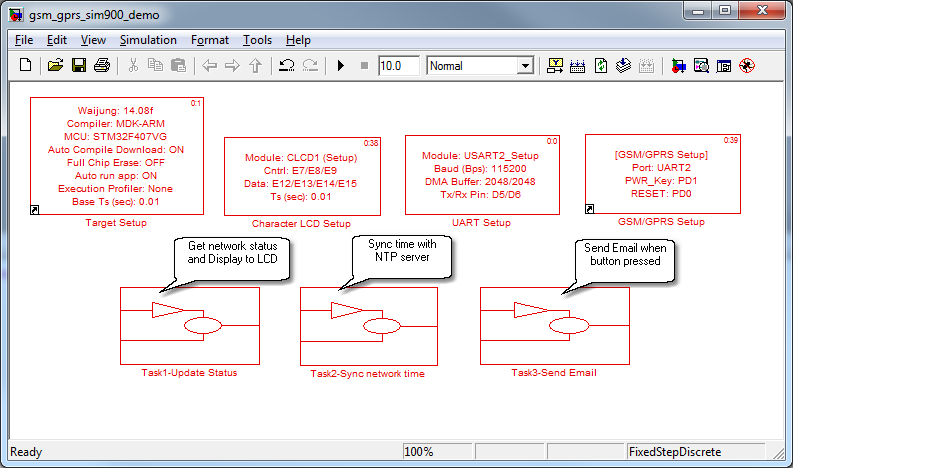 gsm_gprs_sim900_demo
File Edit View Simulation Format Tools Help
10.0 Normal
0:1
Waijung: 14.08f
Compiler: MDK-ARM
MCU: STM32F407VG
Auto Compile Download: ON
Full Chip Erase: OFF
Auto run app: ON
Execution Profiler: None
Base Ts (sec): 0.01
Target Setup
0:38
Module: CLCD1 (Setup)
Cntrl: E7/E8/E9
Data: E12/E13/E14/E15
Ts (sec): 0.01
Character LCD Setup
0:0
Module: USART2_Setup
Baud (Bps): 115200
DMA Buffer: 2048/2048
Tx/Rx Pin: D5/D6
UART Setup
0:39
[GSM/GPRS Setup]
Port: UART2
PWR_Key: PD1
RESET: PD0
GSM/GPRS Setup
Get network status
and Display to LCD
Sync time with
NTP server
Send Email when
button pressed
Task1-Update Status
Task2-Sync network time
Task3-Send Email
Ready
100%
FixedStepDiscrete